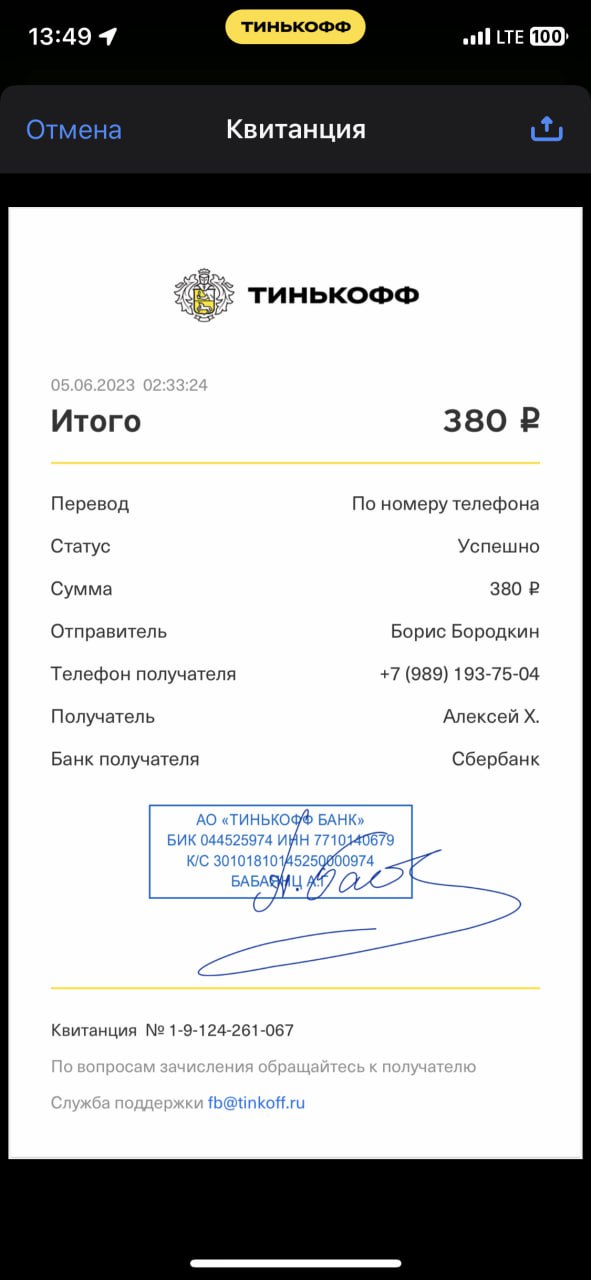 13:49
ТИНЬКОФФ
LTE 100
Отмена Квитанция
ТИНЬКОФФ
05.06.2023 02:33:24
Итого 380 ₽
Перевод По номеру телефона
Статус Успешно
Сумма 380 ₽
Отправитель Борис Бородкин
Телефон получателя +7 (989) 193-75-04
Получатель Алексей Х.
Банк получателя Сбербанк
АО «ТИНЬКОФФ БАНК»
БИК 044525974 ИНН 7710140679
К/С 30101810145250000974
БАБАЯНЦ А.Г
Квитанция № 1-9-124-261-067
По вопросам зачисления обращайтесь к получателю
Служба поддержки fb@tinkoff.ru